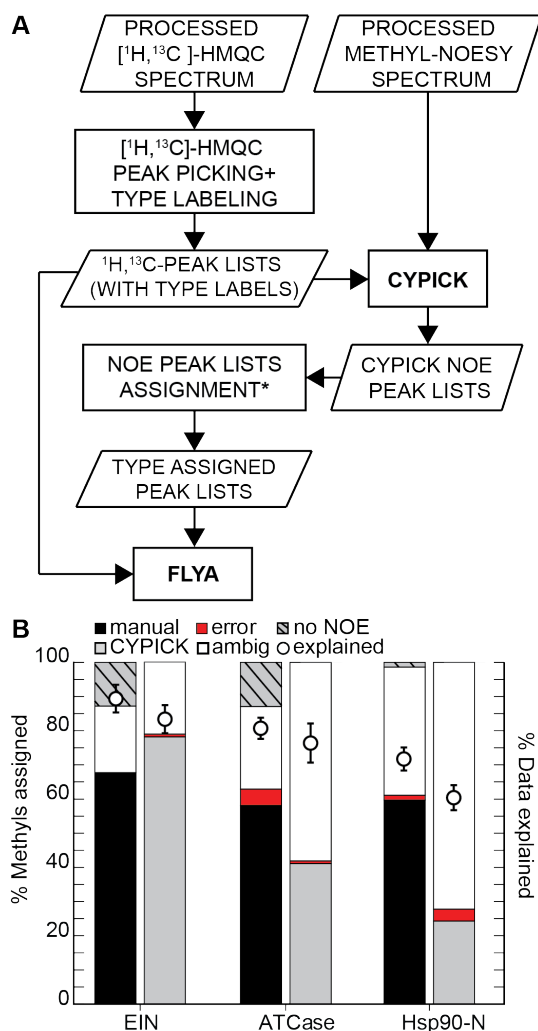 A
PROCESSED
[¹H,¹³C ]-HMQC
SPECTRUM
PROCESSED
METHYL-NOESY
SPECTRUM
[¹H,¹³C]-HMQC
PEAK PICKING+
TYPE LABELING
¹H,¹³C-PEAK LISTS
(WITH TYPE LABELS)
CYPICK
NOE PEAK LISTS
ASSIGNMENT*
CYPICK NOE
PEAK LISTS
TYPE ASSIGNED
PEAK LISTS
FLYA
B
manual error no NOE
CYPICK ambig explained
% Methyls assigned
100
80
60
40
20
0
% Data explained
EIN ATCase Hsp90-N